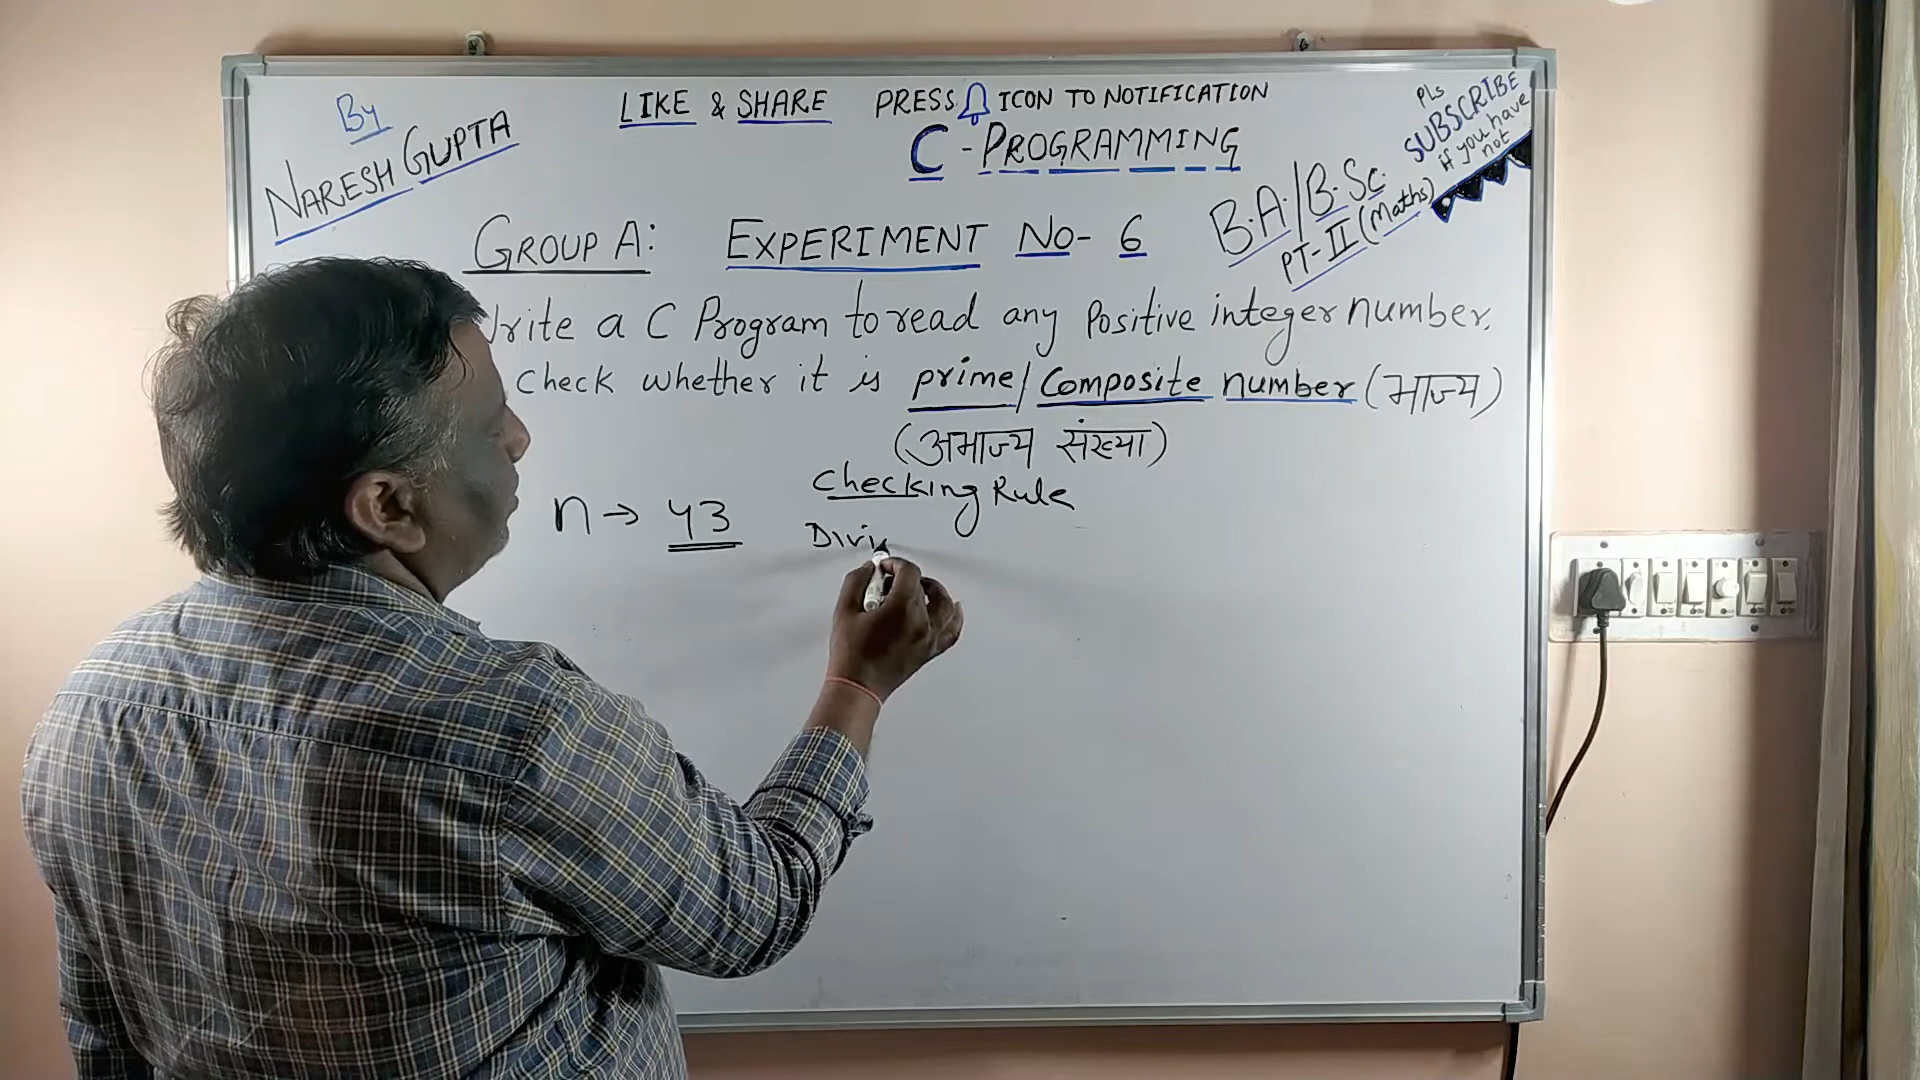 By
NARESH GUPTA
LIKE & SHARE PRESS ICON TO NOTIFICATION
C - PROGRAMMING
PLs
SUBSCRIBE
if you have
not
B.A./B.Sc.
PT-II (Maths)
GROUP A: EXPERIMENT NO- 6
rite a C Program to read any Positive integer number.
check whether it is prime/Composite number (भाज्य)
(अभाज्य संख्या)
checking Rule
n → 43
Divi